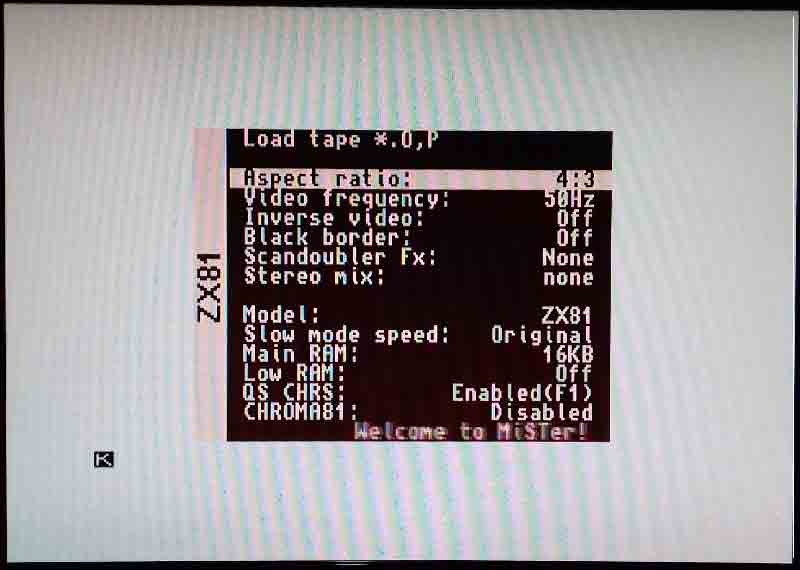 Load tape *.O,P
Aspect ratio: 4:3
Video frequency: 50Hz
Inverse video: Off
Black border: Off
Scandoubler Fx: None
Stereo mix: none
Model: ZX81
Slow mode speed: Original
Main RAM: 16KB
Low RAM: Off
QS CHRS: Enabled(F1)
CHROMA81: Disabled
Welcome to MiSTer!
ZX81
K